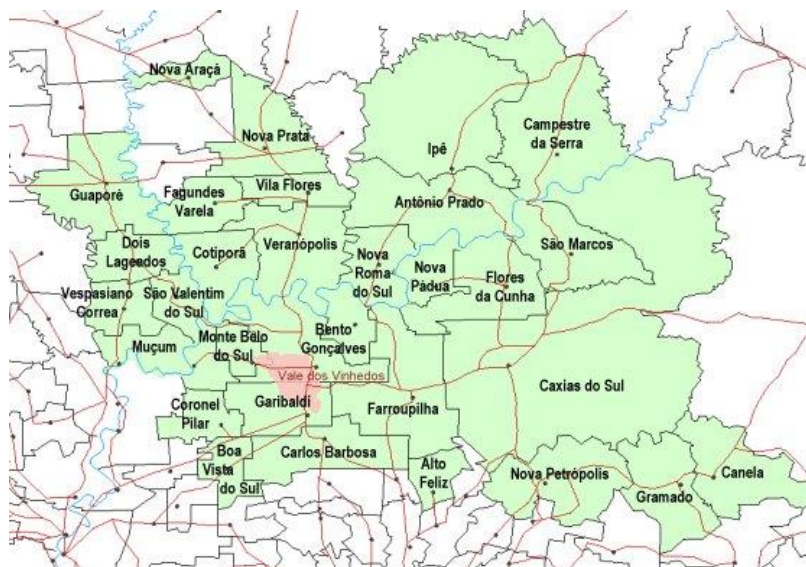 Nova Araçá
Nova Prata
Ipê
Campestre
da Serra
Guaporé
Fagundes
Varela
Vila Flores
Antônio Prado
Dois
Lageados
Cotiporã
Veranópolis
Nova
Roma
do Sul
Nova
Pádua
Flores
da Cunha
São Marcos
Vespasiano
Correa
São Valentim
do Sul
Muçum
Monte Belo
do Sul
Bento
Gonçalves
Vale dos Vinhedos
Caxias do Sul
Coronel
Pilar
Garibaldi
Farroupilha
Boa
Vista
do Sul
Carlos Barbosa
Alto
Feliz
Nova Petrópolis
Gramado
Canela